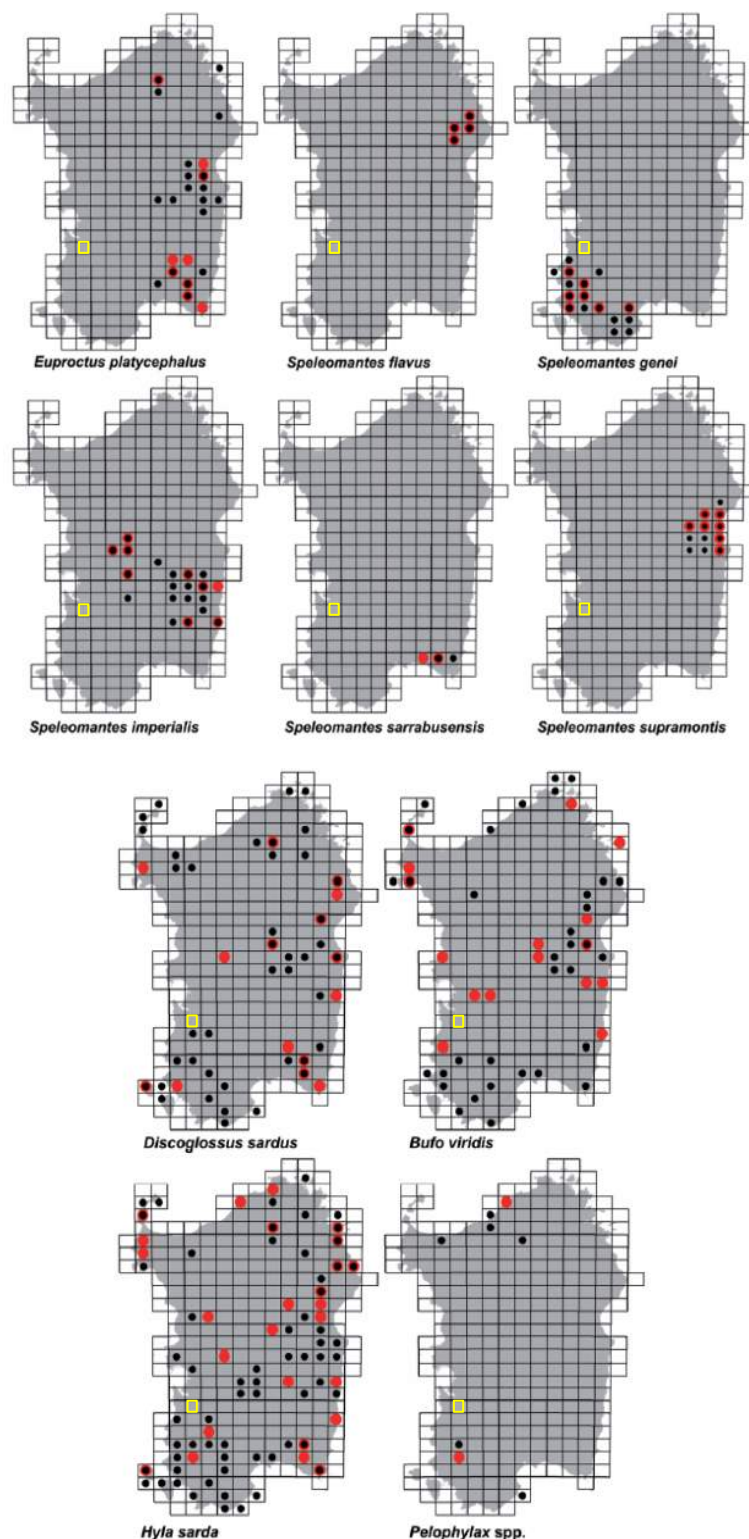 Euproctus platycephalus
Speleomantes flavus
Speleomantes genei
Speleomantes imperialis
Speleomantes sarrabusensis
Speleomantes supramontis
Discoglossus sardus
Bufo viridis
Hyla sarda
Pelophylax spp.